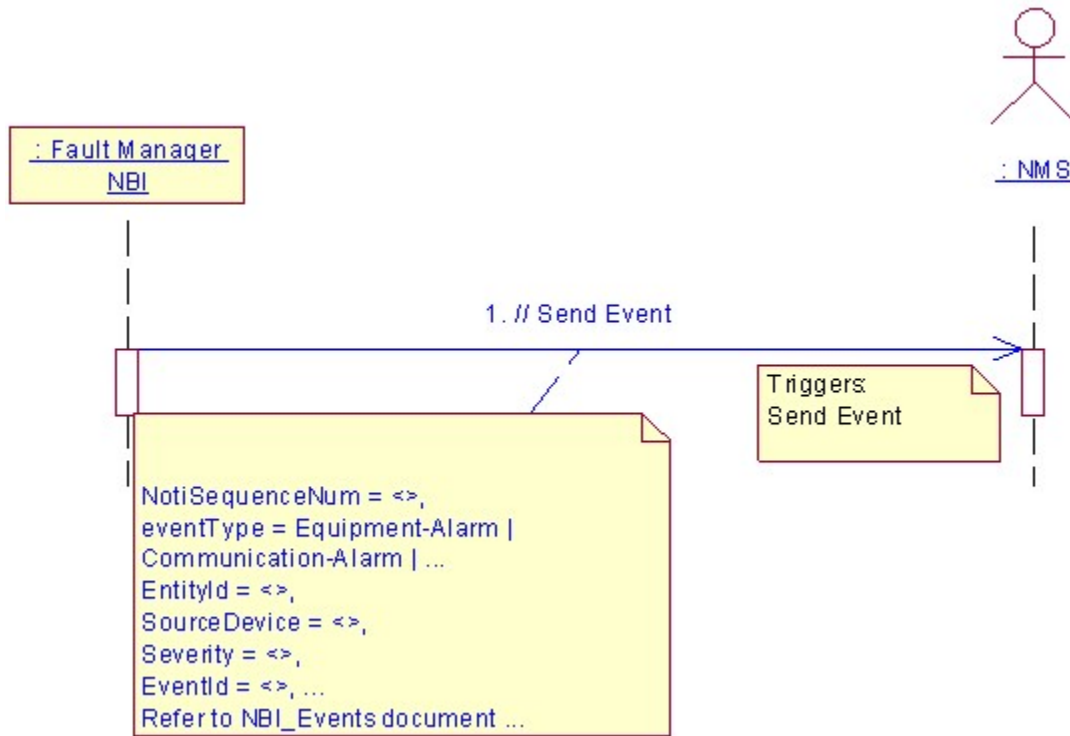 : Fault Manager
NBI
: NMS
1. // Send Event
Triggers:
Send Event
NotiSequenceNum = <>,
eventType = Equipment-Alarm |
Communication-Alarm | ...
EntityId = <>,
SourceDevice = <>,
Severity = <>,
EventId = <>, ...
Refer to NBI_Events document ...